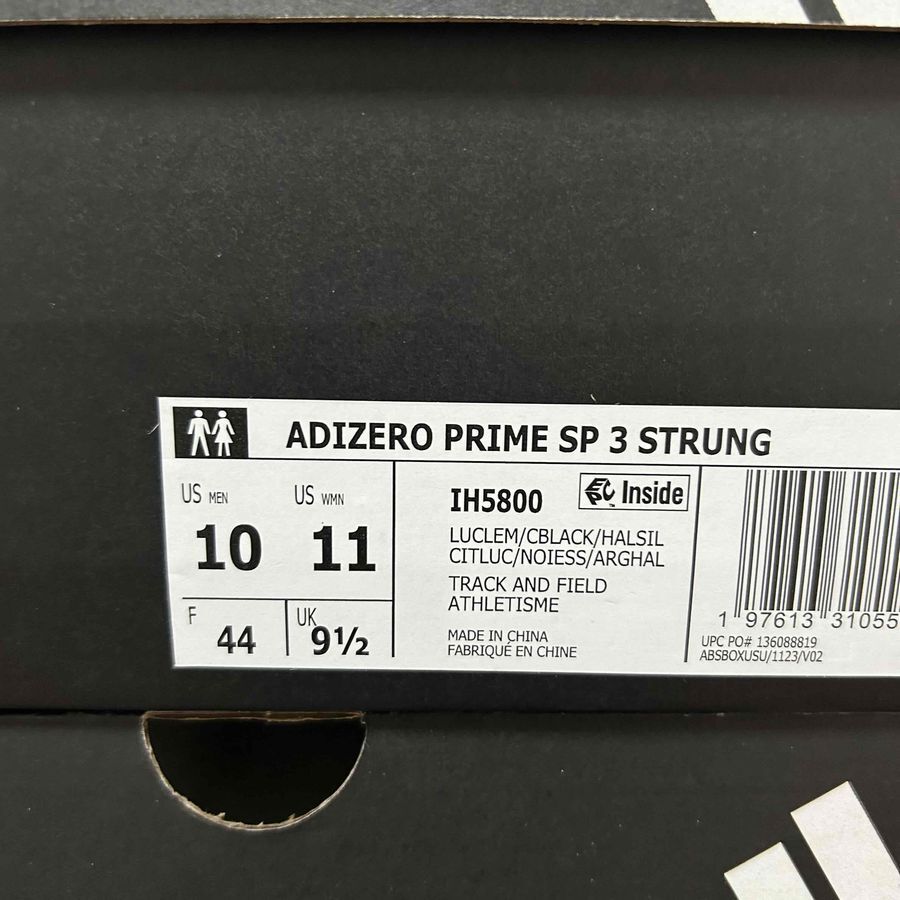 ADIZERO PRIME SP 3 STRUNG
US MEN
10
US WMN
11
F
44
UK
9½
IH5800
EPC Inside
LUCLEM/CBLACK/HALSIL
CITLUC/NOIESS/ARGHAL
TRACK AND FIELD
ATHLETISME
MADE IN CHINA
FABRIQUÉ EN CHINE
1 97613 31055
UPC PO# 136088819
ABSBOXUSU/1123/V02